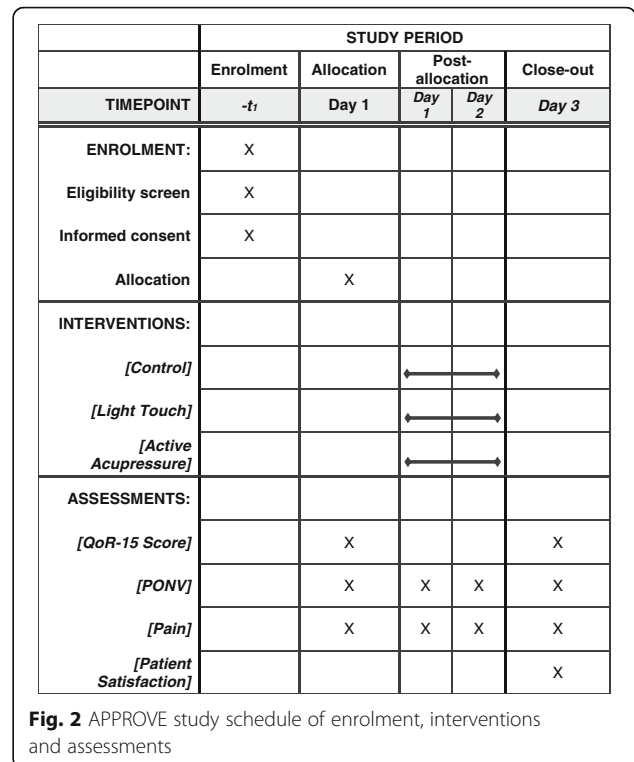 STUDY PERIOD
Enrolment Allocation Post-allocation Close-out
TIMEPOINT -t1 Day 1 Day 1 Day 2 Day 3
ENROLMENT: X
Eligibility screen X
Informed consent X
Allocation X
INTERVENTIONS:
[Control]
[Light Touch]
[Active
Acupressure]
ASSESSMENTS:
[QoR-15 Score] X X
[PONV] X X X X
[Pain] X X X X
[Patient
Satisfaction] X
Fig. 2 APPROVE study schedule of enrolment, interventions
and assessments